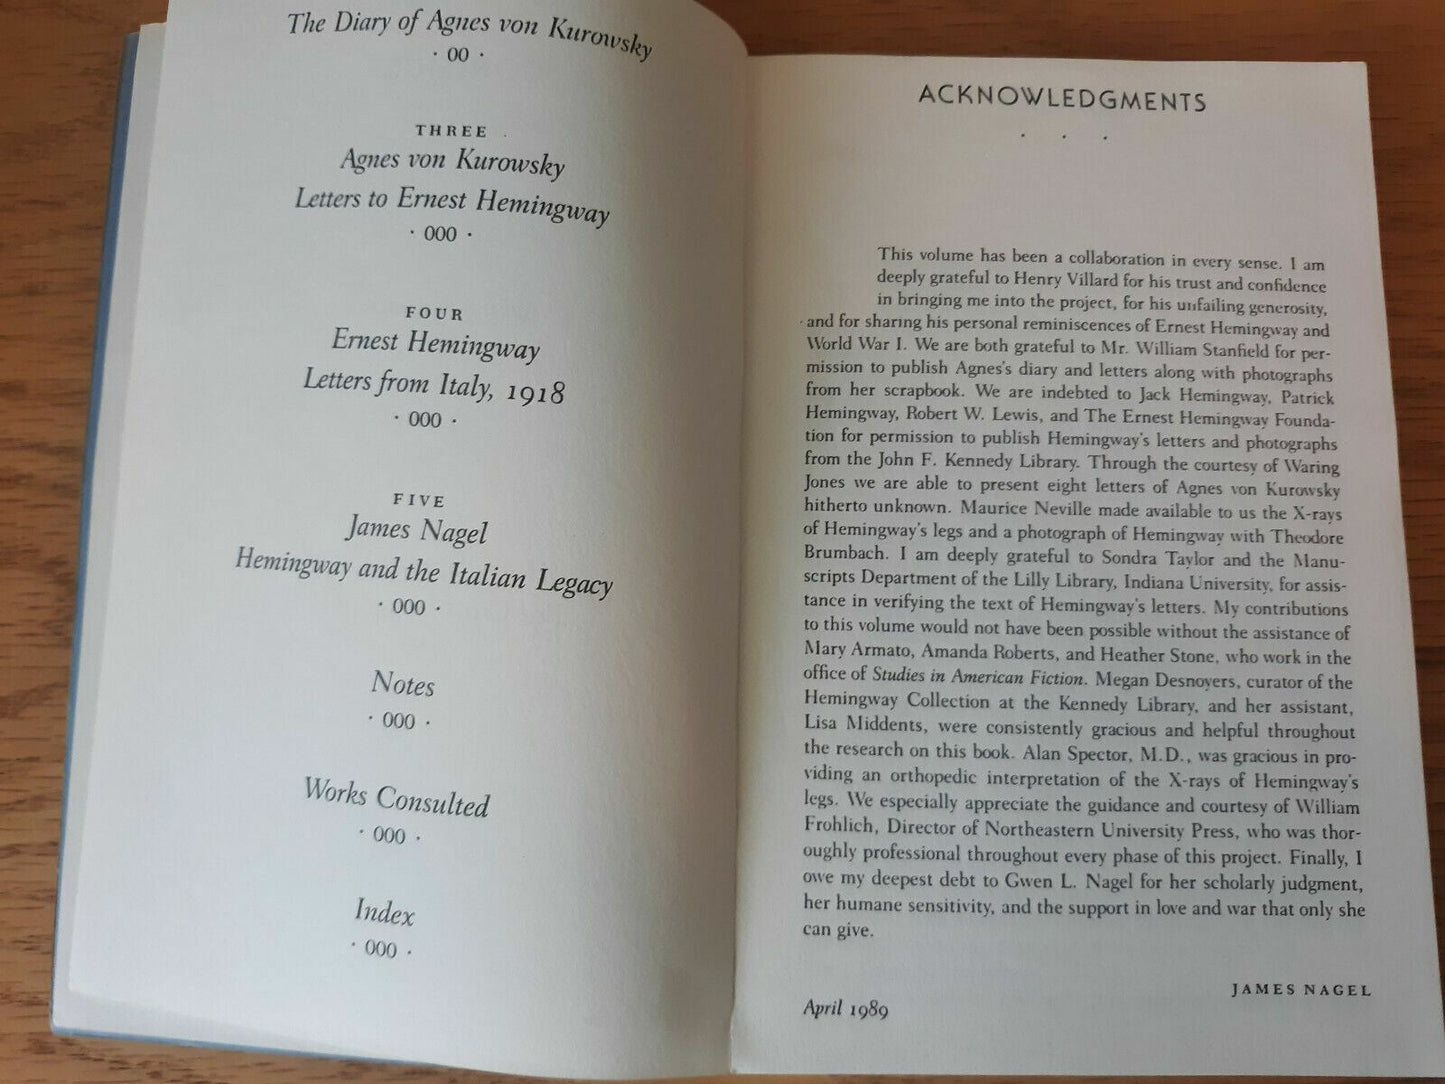 The Diary of Agnes von Kurowsky
· 00 ·
THREE
Agnes von Kurowsky
Letters to Ernest Hemingway
· 000 ·
FOUR
Ernest Hemingway
Letters from Italy, 1918
· 000 ·
FIVE
James Nagel
Hemingway and the Italian Legacy
· 000 ·
Notes
· 000 ·
Works Consulted
· 000 ·
Index
· 000 ·
ACKNOWLEDGMENTS
· · ·
This volume has been a collaboration in every sense. I am
deeply grateful to Henry Villard for his trust and confidence
in bringing me into the project, for his unfailing generosity,
and for sharing his personal reminiscences of Ernest Hemingway and
World War I. We are both grateful to Mr. William Stanfield for per-
mission to publish Agnes's diary and letters along with photographs
from her scrapbook. We are indebted to Jack Hemingway, Patrick
Hemingway, Robert W. Lewis, and The Ernest Hemingway Founda-
tion for permission to publish Hemingway's letters and photographs
from the John F. Kennedy Library. Through the courtesy of Waring
Jones we are able to present eight letters of Agnes von Kurowsky
hitherto unknown. Maurice Neville made available to us the X-rays
of Hemingway's legs and a photograph of Hemingway with Theodore
Brumbach. I am deeply grateful to Sondra Taylor and the Manu-
scripts Department of the Lilly Library, Indiana University, for assis-
tance in verifying the text of Hemingway's letters. My contributions
to this volume would not have been possible without the assistance of
Mary Armato, Amanda Roberts, and Heather Stone, who work in the
office of Studies in American Fiction. Megan Desnoyers, curator of the
Hemingway Collection at the Kennedy Library, and her assistant,
Lisa Middents, were consistently gracious and helpful throughout
the research on this book. Alan Spector, M.D., was gracious in pro-
viding an orthopedic interpretation of the X-rays of Hemingway's
legs. We especially appreciate the guidance and courtesy of William
Frohlich, Director of Northeastern University Press, who was thor-
oughly professional throughout every phase of this project. Finally, I
owe my deepest debt to Gwen L. Nagel for her scholarly judgment,
her humane sensitivity, and the support in love and war that only she
can give.
JAMES NAGEL
April 1989